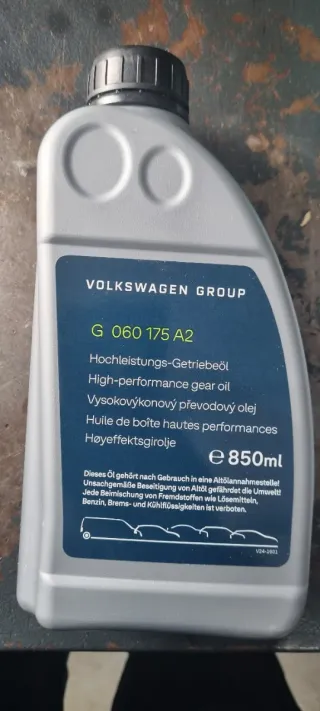 VOLKSWAGEN GROUP
G 060 175 A2
Hochleistungs-Getriebeöl
High-performance gear oil
Vysokovýkonový převodový olej
Huile de boîte hautes performances
Høyeffektsgirolje
℮ 850ml
Dieses Öl gehört nach Gebrauch in eine Altölannahmestelle!
Unsachgemäße Beseitigung von Altöl gefährdet die Umwelt!
Jede Beimischung von Fremdstoffen wie Lösemitteln,
Benzin, Brems- und Kühlflüssigkeiten ist verboten.